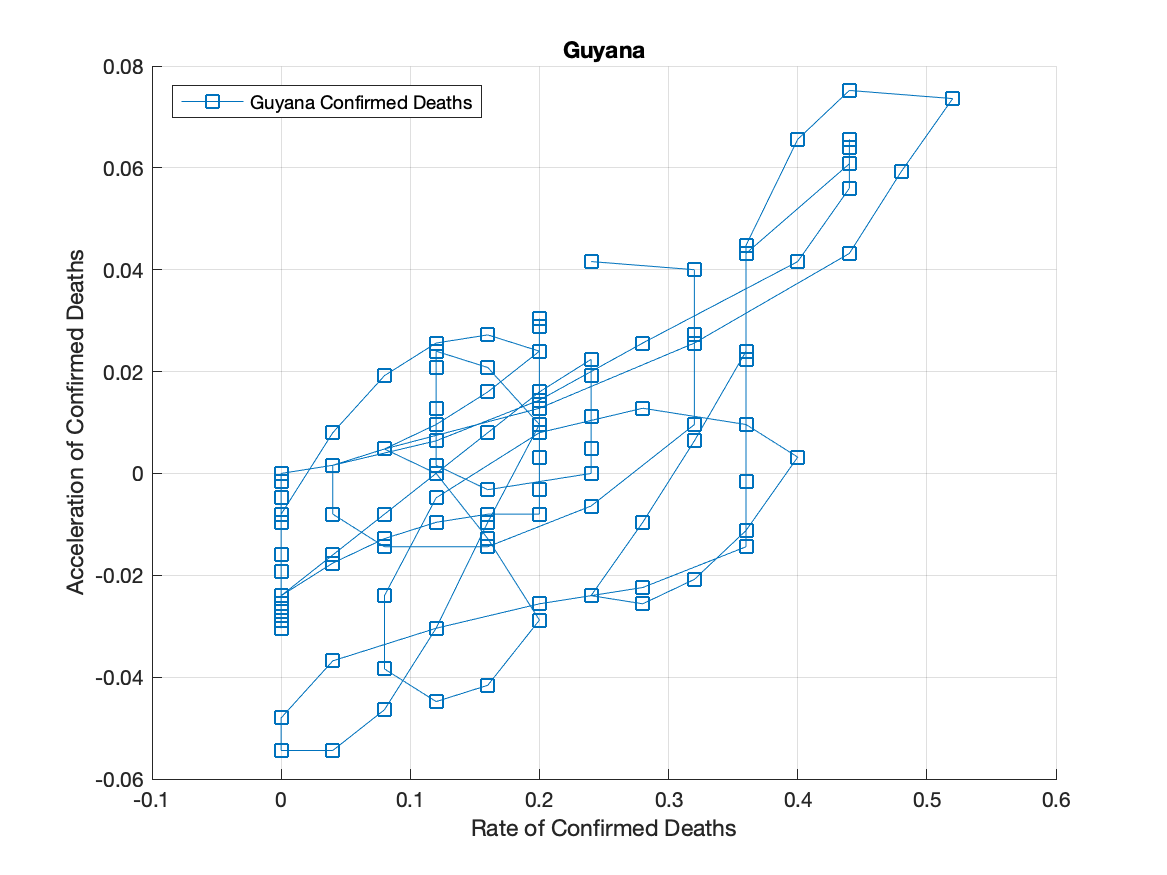 Guyana
Guyana Confirmed Deaths
0.08
0.06
0.04
0.02
0
-0.02
-0.04
-0.06
Acceleration of Confirmed Deaths
-0.1 0 0.1 0.2 0.3 0.4 0.5 0.6
Rate of Confirmed Deaths